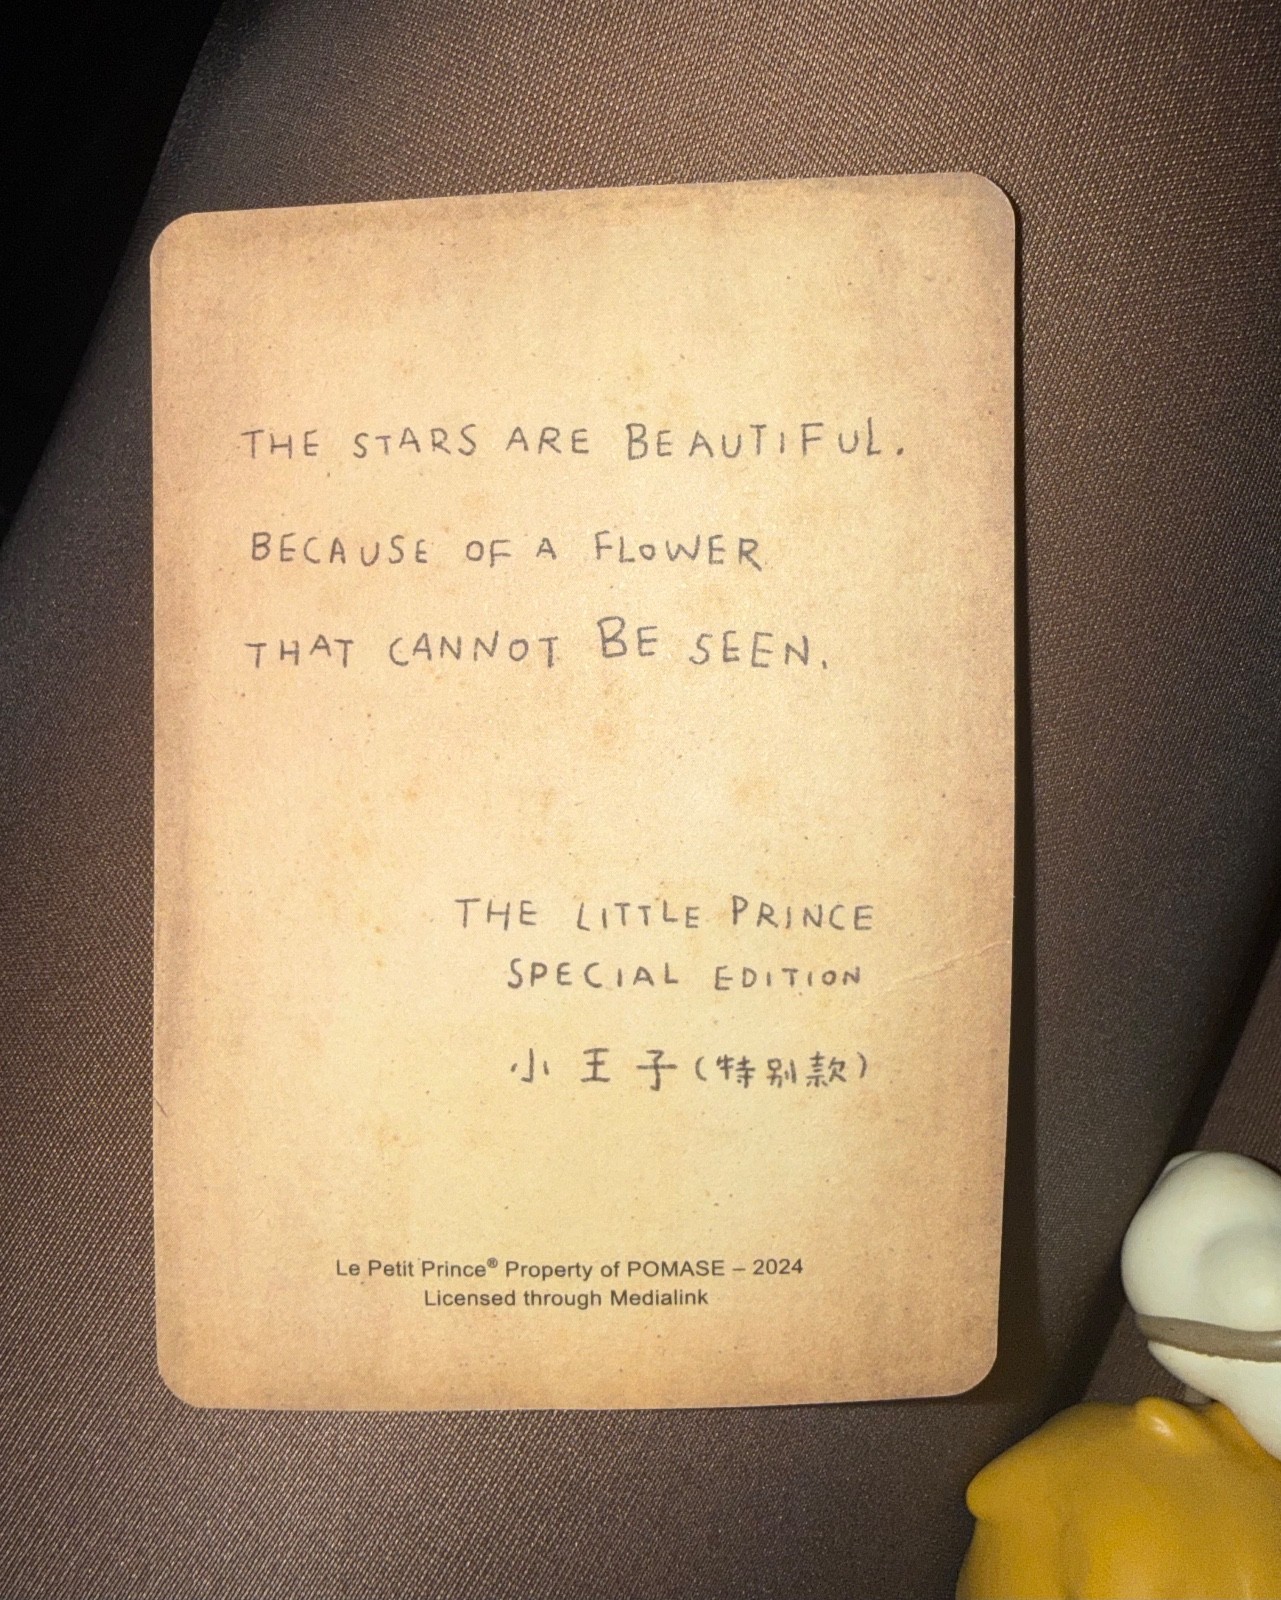 THE STARS ARE BEAUTIFUL.
BECAUSE OF A FLOWER
THAT CANNOT BE SEEN.
THE LITTLE PRINCE
SPECIAL EDITION
小王子(特别款)
Le Petit Prince® Property of POMASE – 2024
Licensed through Medialink